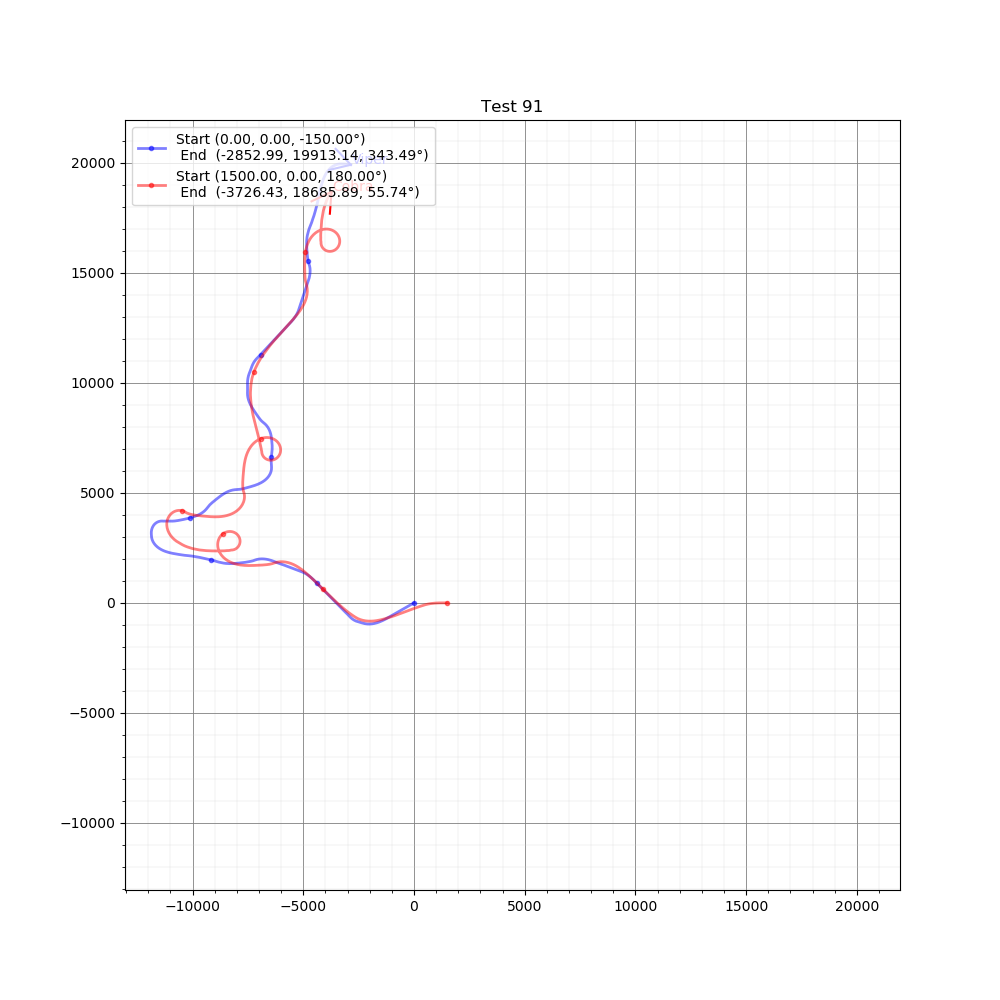 Test 91
Start (0.00, 0.00, -150.00°)
End (-2852.99, 19913.14, 343.49°)
Start (1500.00, 0.00, 180.00°)
End (-3726.43, 18685.89, 55.74°)
20000
15000
10000
5000
0
−5000
−10000
−10000 −5000 0 5000 10000 15000 20000